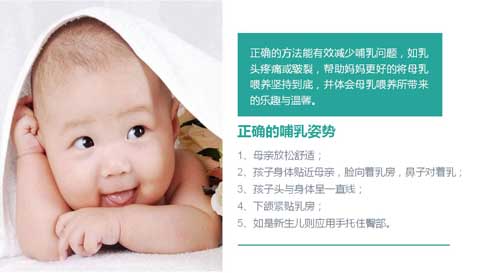 正确的方法能有效减少哺乳问题，如乳
头疼痛或皲裂，帮助妈妈更好的将母乳
喂养坚持到底，并体会母乳喂养所带来
的乐趣与温馨。
正确的哺乳姿势
1、母亲放松舒适；
2、孩子身体贴近母亲，脸向着乳房，鼻子对着乳；
3、孩子头与身体呈一直线；
4、下颌紧贴乳房；
5、如是新生儿则应用手托住臀部。